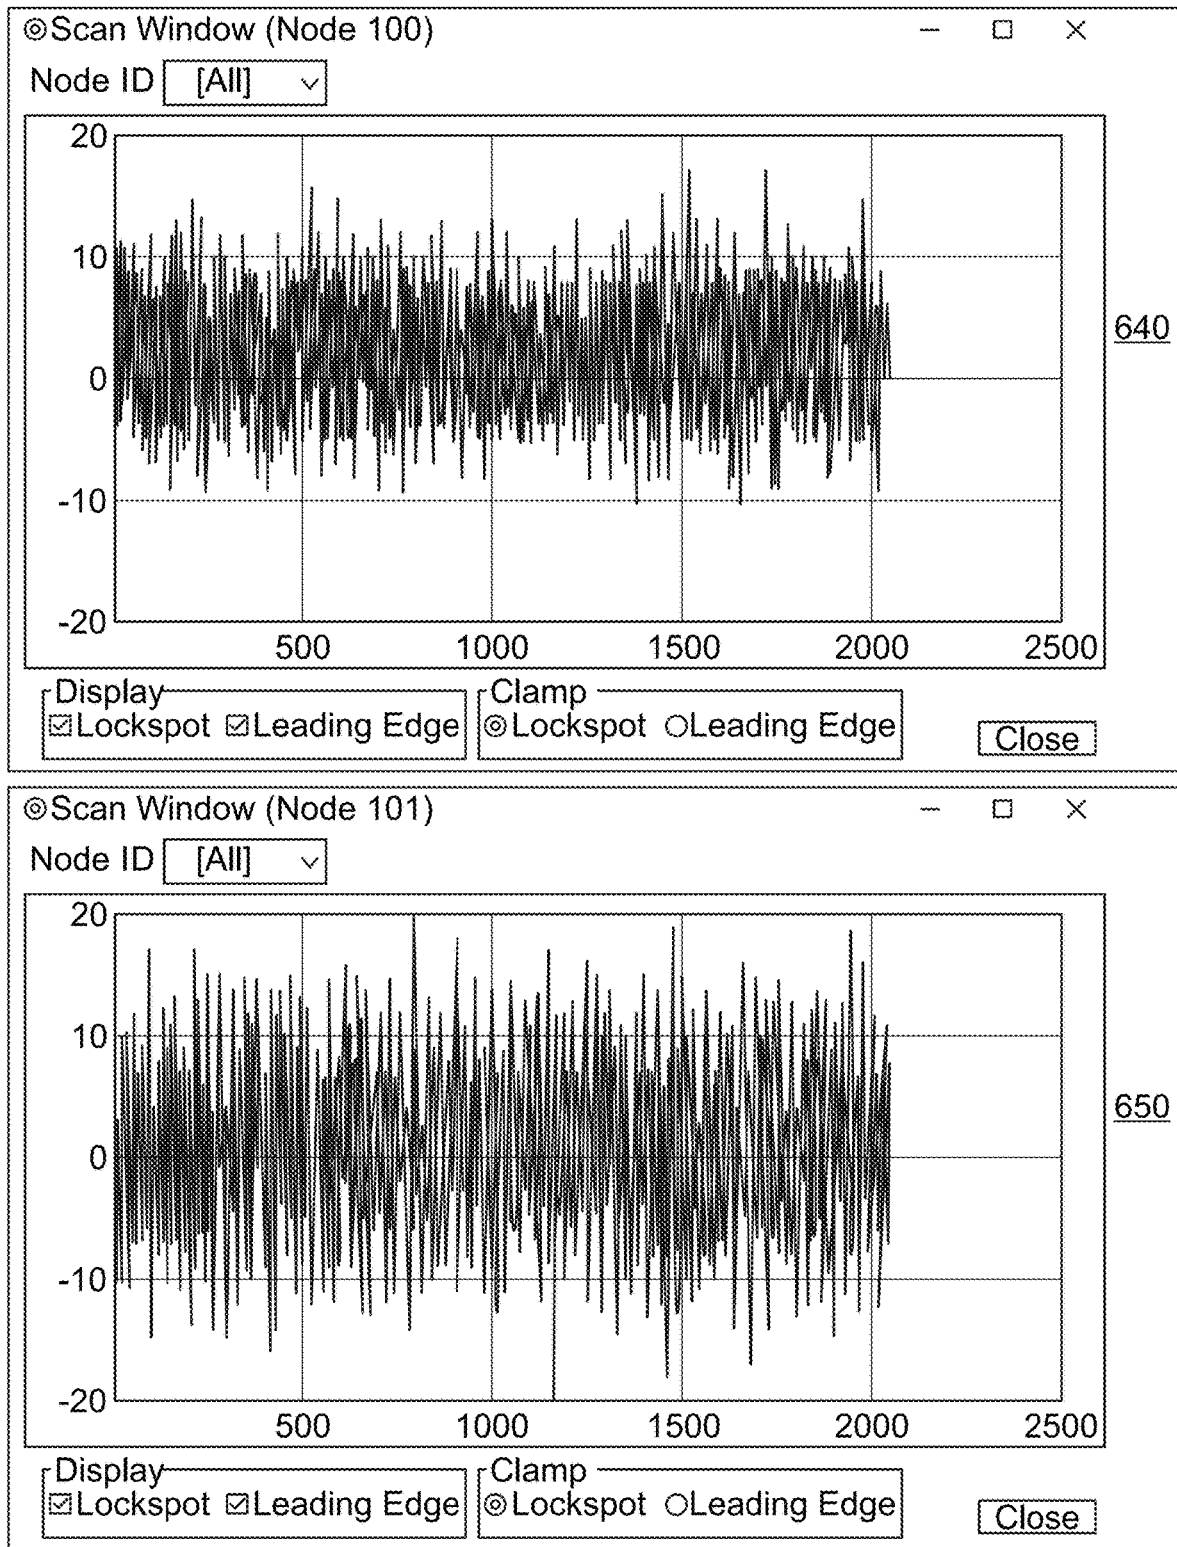 Scan Window (Node 100)
Node ID [All]
20
10
0
-10
-20
500 1000 1500 2000 2500
640
Display Clamp
Lockspot Leading Edge Lockspot Leading Edge
Close
Scan Window (Node 101)
Node ID [All]
20
10
0
-10
-20
500 1000 1500 2000 2500
650
Display Clamp
Lockspot Leading Edge Lockspot Leading Edge
Close